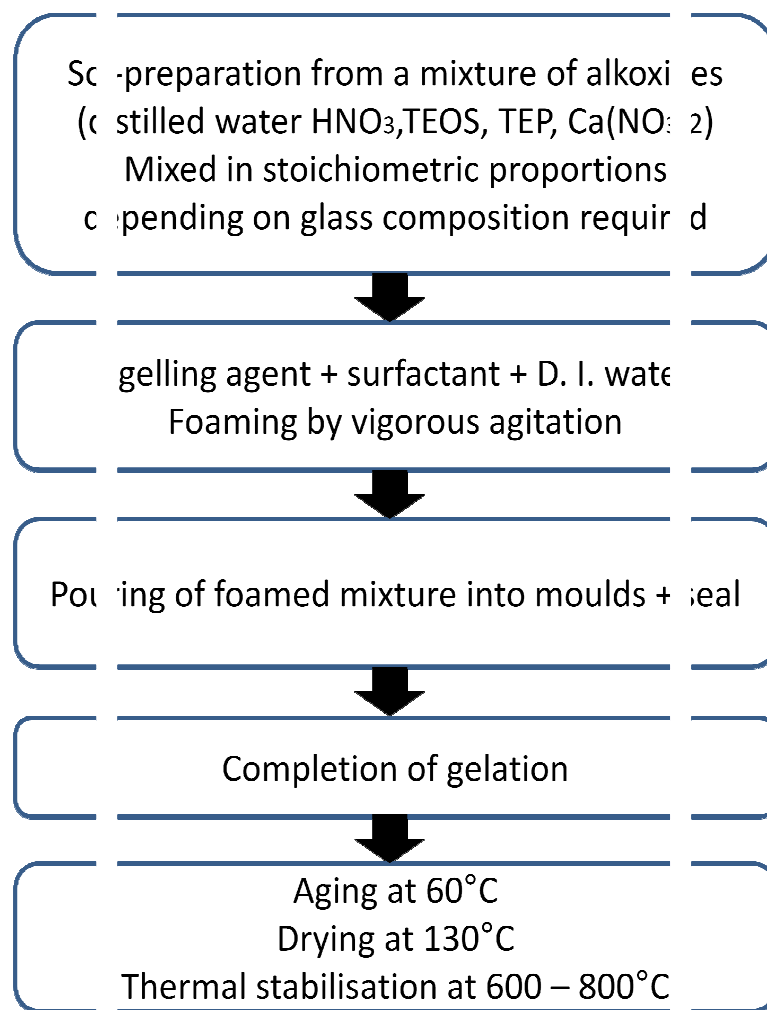 Sol-preparation from a mixture of alkoxides
(distilled water HNO₃,TEOS, TEP, Ca(NO₃)₂)
Mixed in stoichiometric proportions
depending on glass composition required
gelling agent + surfactant + D. I. water
Foaming by vigorous agitation
Pouring of foamed mixture into moulds + seal
Completion of gelation
Aging at 60°C
Drying at 130°C
Thermal stabilisation at 600 – 800°C